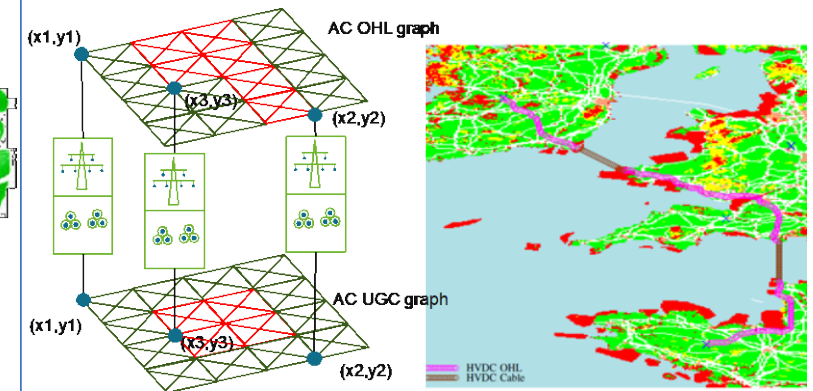 AC OHL graph
(x1,y1)
(x3,y3)
(x2,y2)
AC UGC graph
(x1,y1)
(x3,y3)
(x2,y2)
HVDC OHL
HVDC Cable